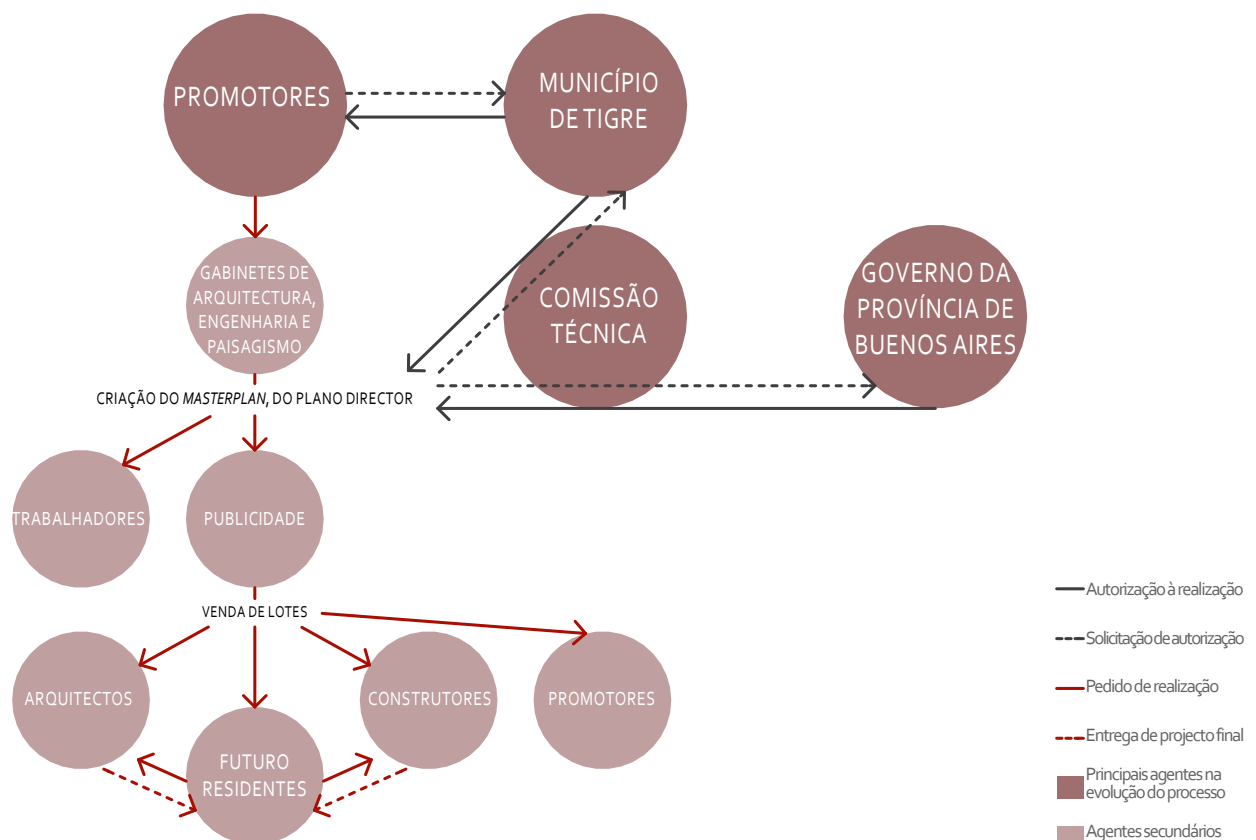 PROMOTORES
MUNICÍPIO
DE TIGRE
GABINETES DE
ARQUITECTURA,
ENGENHARIA E
PAISAGISMO
COMISSÃO
TÉCNICA
GOVERNO DA
PROVÍNCIA DE
BUENOS AIRES
CRIAÇÃO DO MASTERPLAN, DO PLANO DIRECTOR
TRABALHADORES
PUBLICIDADE
VENDA DE LOTES
ARQUITECTOS
CONSTRUTORES
PROMOTORES
FUTURO
RESIDENTES
Autorização à realização
Solicitação de autorização
Pedido de realização
Entrega de projecto final
Principais agentes na
evolução do processo
Agentes secundários